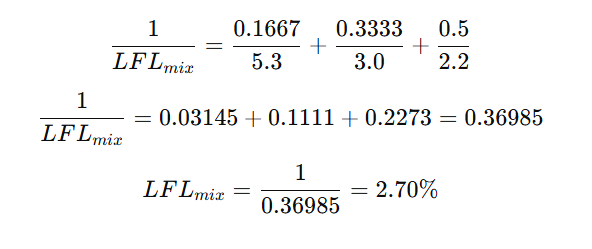 1/LFL_mix = 0.1667/5.3 + 0.3333/3.0 + 0.5/2.2
1/LFL_mix = 0.03145 + 0.1111 + 0.2273 = 0.36985
LFL_mix = 1/0.36985 = 2.70%